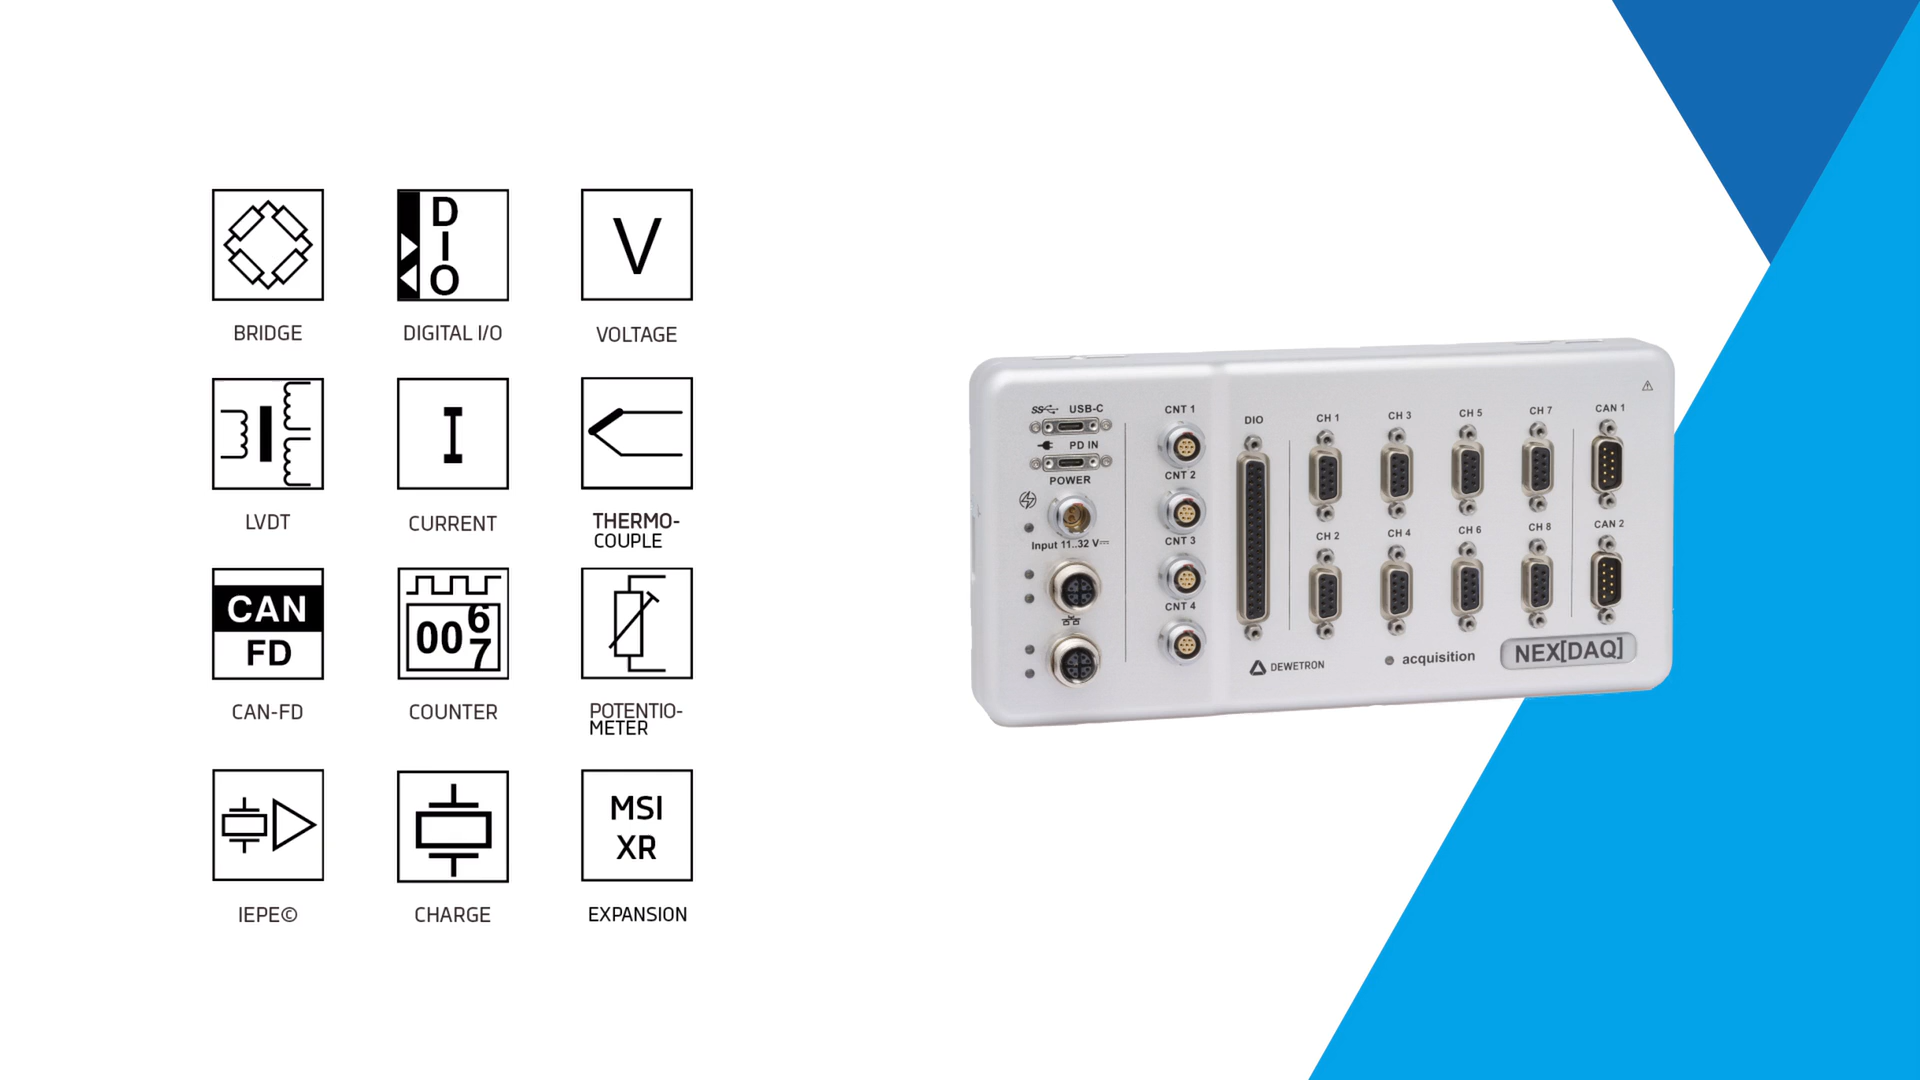 D
I
O
V
BRIDGE
DIGITAL I/O
VOLTAGE
I
LVDT
CURRENT
THERMO-
COUPLE
CAN
FD
00 6
7
CAN-FD
COUNTER
POTENTIO-
METER
MSI
XR
IEPE©
CHARGE
EXPANSION
SS USB-C
PD IN
POWER
Input 11..32 V
CNT 1
CNT 2
CNT 3
CNT 4
DIO
CH 1
CH 3
CH 5
CH 7
CAN 1
CH 2
CH 4
CH 6
CH 8
CAN 2
DEWETRON
acquisition
NEX[DAQ]